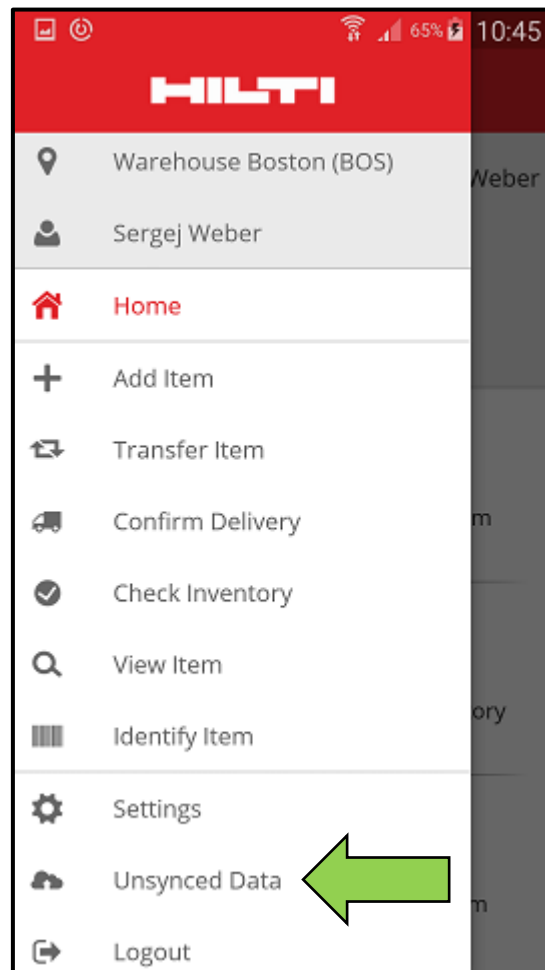 65% 10:45
HILTI
Warehouse Boston (BOS)
Weber
Sergej Weber
Home
Add Item
Transfer Item
Confirm Delivery
m
Check Inventory
View Item
ory
Identify Item
Settings
Unsynced Data
m
Logout